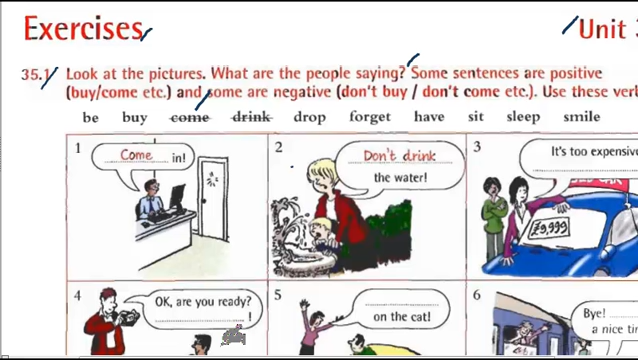 Exercises
Unit 3
35.1 Look at the pictures. What are the people saying? Some sentences are positive
(buy/come etc.) and some are negative (don't buy / don't come etc.). Use these verb
be buy come drink drop forget have sit sleep smile
1
Come in!
2
Don't drink
the water!
3
It's too expensive
£9,999
4
OK, are you ready?
!
5
on the cat!
6
Bye!
a nice tim